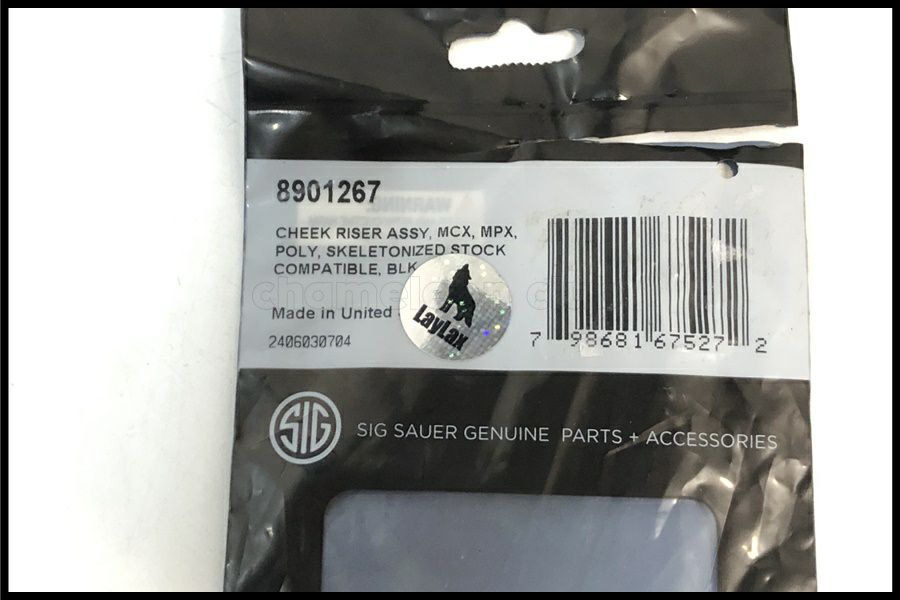 8901267
WARNING
CHEEK RISER ASSY, MCX, MPX,
POLY, SKELETONIZED STOCK
COMPATIBLE, BLK
Made in United
2406030704
LayLax
7 98681 67527 2
SIG
SIG SAUER GENUINE PARTS + ACCESSORIES